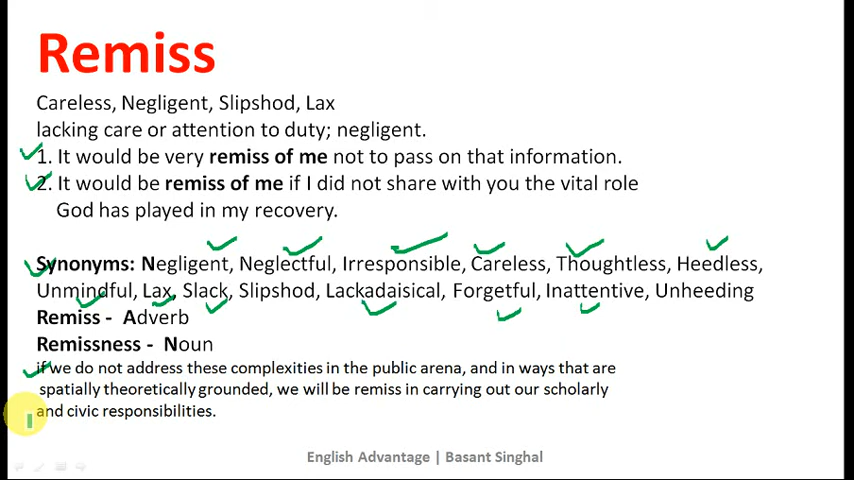 Remiss
Careless, Negligent, Slipshod, Lax
lacking care or attention to duty; negligent.
1. It would be very remiss of me not to pass on that information.
2. It would be remiss of me if I did not share with you the vital role
God has played in my recovery.
Synonyms: Negligent, Neglectful, Irresponsible, Careless, Thoughtless, Heedless,
Unmindful, Lax, Slack, Slipshod, Lackadaisical, Forgetful, Inattentive, Unheeding
Remiss - Adverb
Remissness - Noun
if we do not address these complexities in the public arena, and in ways that are
spatially theoretically grounded, we will be remiss in carrying out our scholarly
and civic responsibilities.
English Advantage | Basant Singhal